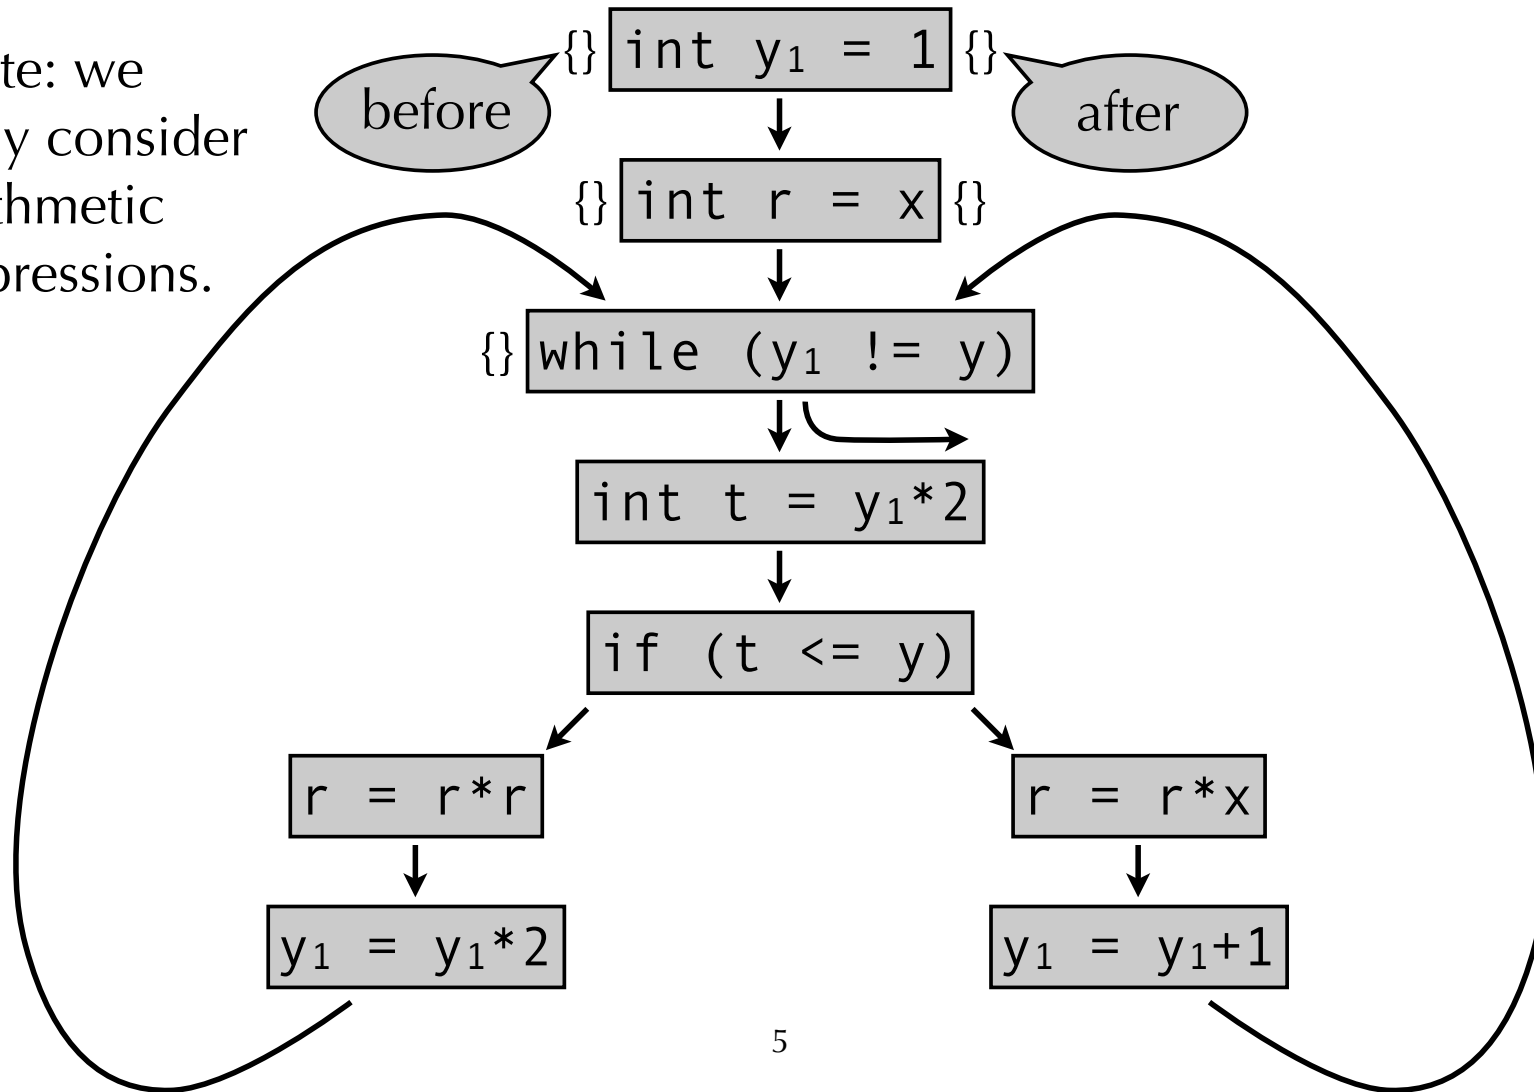 {} int y₁ = 1 {}
te: we
before
after
y consider
{} int r = x {}
thmetic
pressions.
{} while (y₁ != y)
int t = y₁*2
if (t <= y)
r = r*r
r = r*x
y₁ = y₁*2
y₁ = y₁+1
5